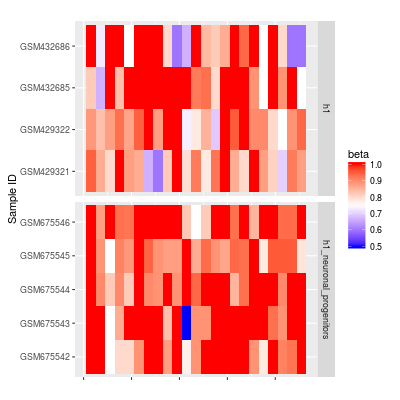 Sample ID
GSM432686
GSM432685
GSM429322
GSM429321
h1
GSM675546
GSM675545
GSM675544
GSM675543
GSM675542
h1_neuronal_progenitors
beta
1.0
0.9
0.8
0.7
0.6
0.5